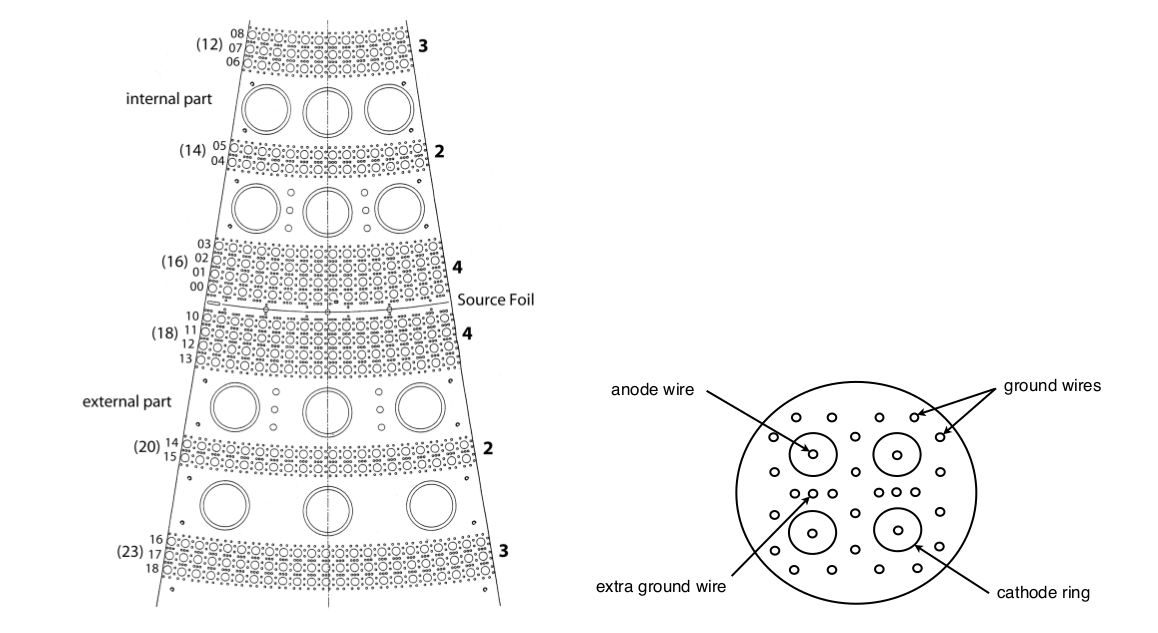 08
(12) 07 3
06
internal part
(14) 05 2
04
03
(16) 02 4
01
00
Source Foil
10
(18) 11 4
12
13
external part
(20) 14 2
15
16
(23) 17 3
18
anode wire
ground wires
extra ground wire
cathode ring